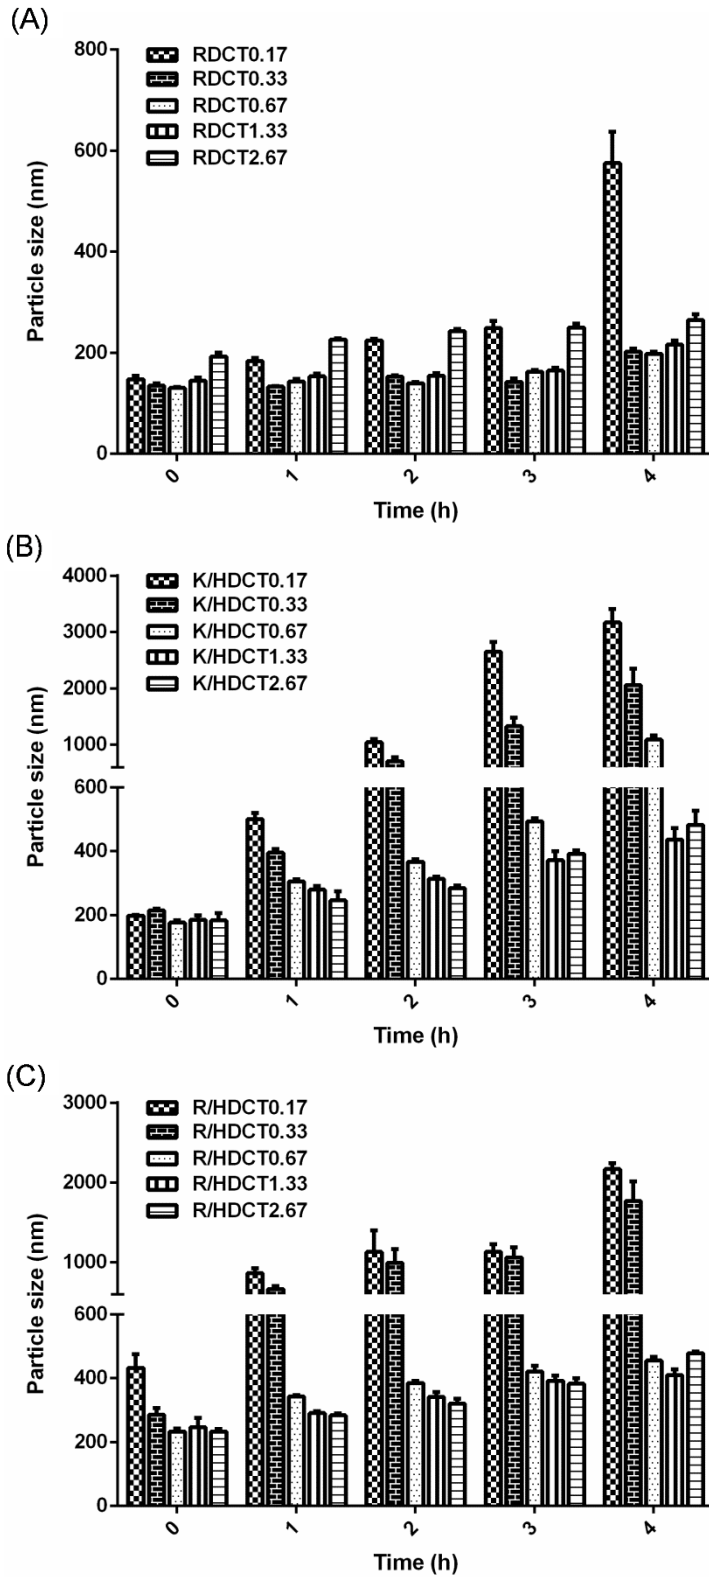 (A)
800
600
400
200
0
Particle size (nm)
RDCT0.17
RDCT0.33
RDCT0.67
RDCT1.33
RDCT2.67
0 1 2 3 4
Time (h)
(B)
4000
3000
2000
1000
600
400
200
0
Particle size (nm)
K/HDCT0.17
K/HDCT0.33
K/HDCT0.67
K/HDCT1.33
K/HDCT2.67
0 1 2 3 4
Time (h)
(C)
3000
2000
1000
600
400
200
0
Particle size (nm)
R/HDCT0.17
R/HDCT0.33
R/HDCT0.67
R/HDCT1.33
R/HDCT2.67
0 1 2 3 4
Time (h)